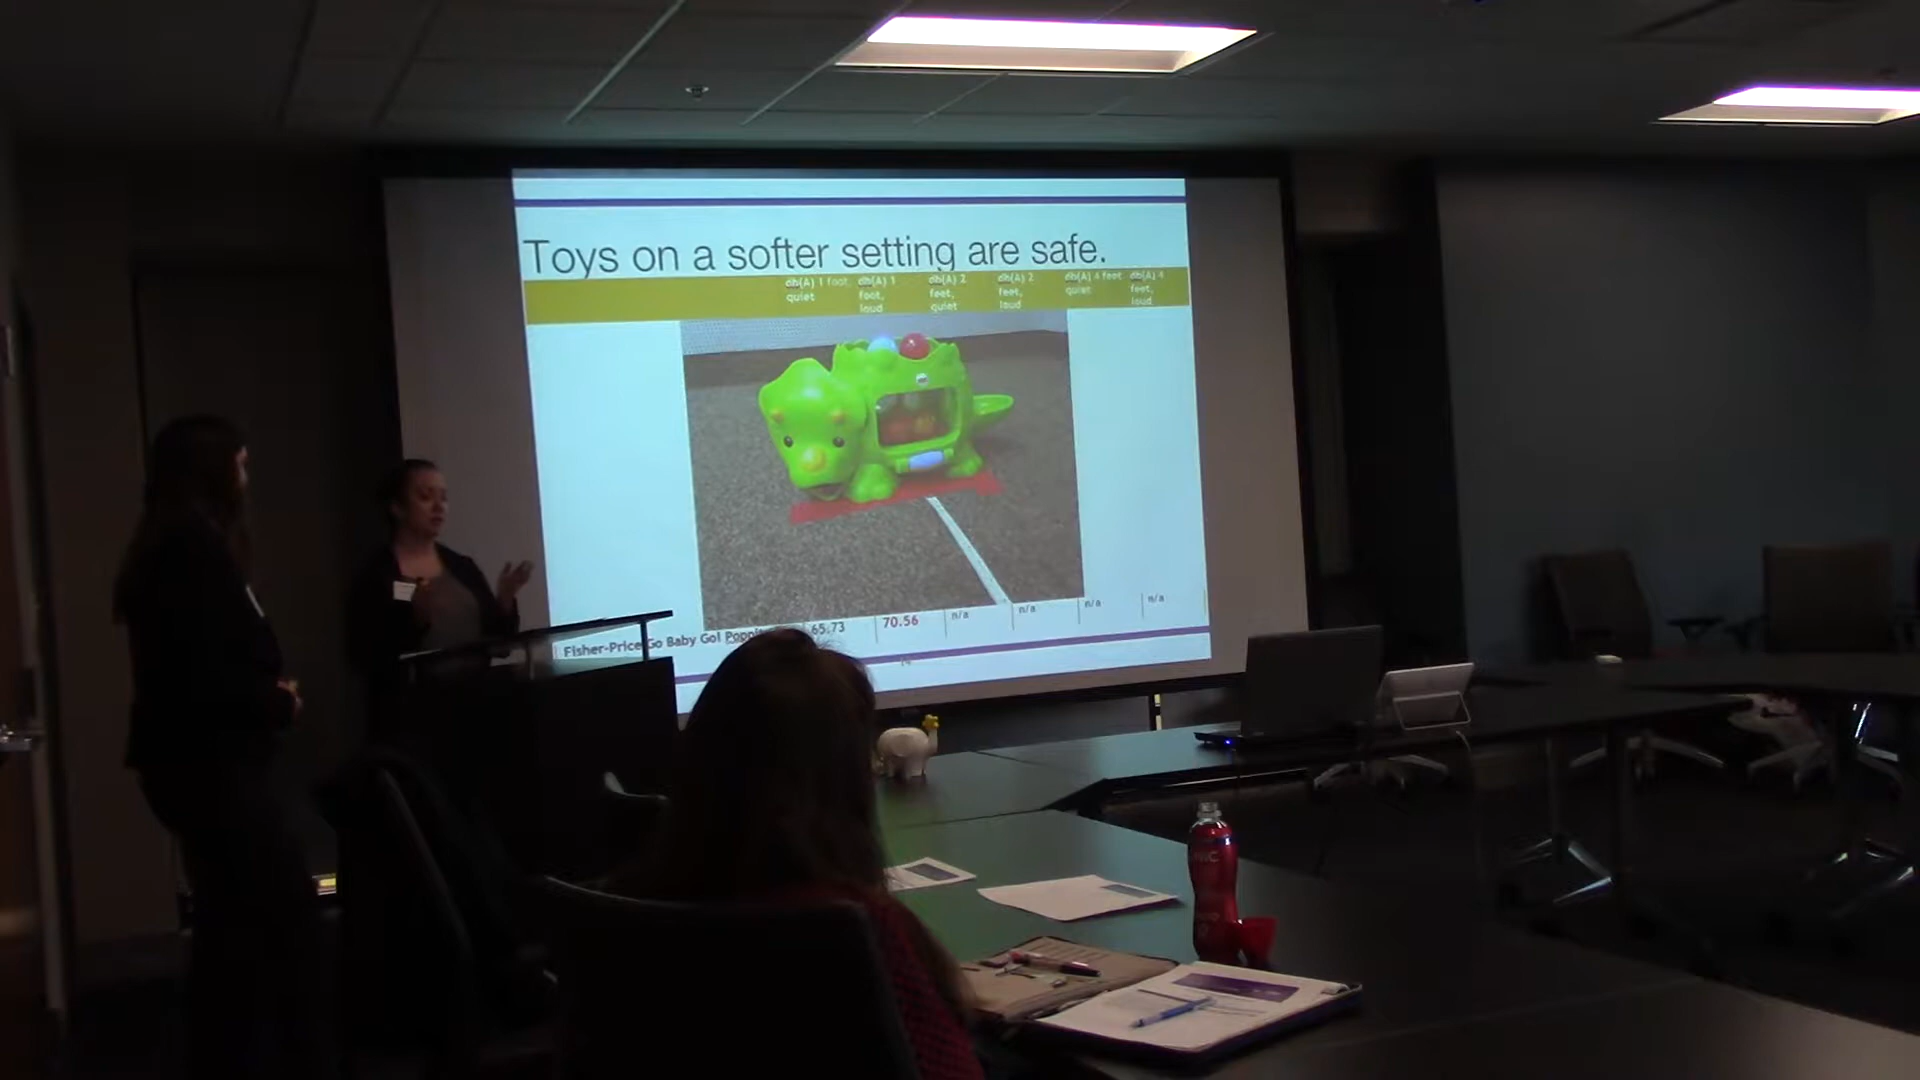 Toys on a softer setting are safe.
db(A) 1 foot, quiet
db(A) 1 foot, loud
db(A) 2 feet, quiet
db(A) 2 feet, loud
db(A) 4 feet quiet
db(A) 4 feet, loud
Fisher-Price Go Baby Go! 65.73 70.56 n/a n/a n/a n/a